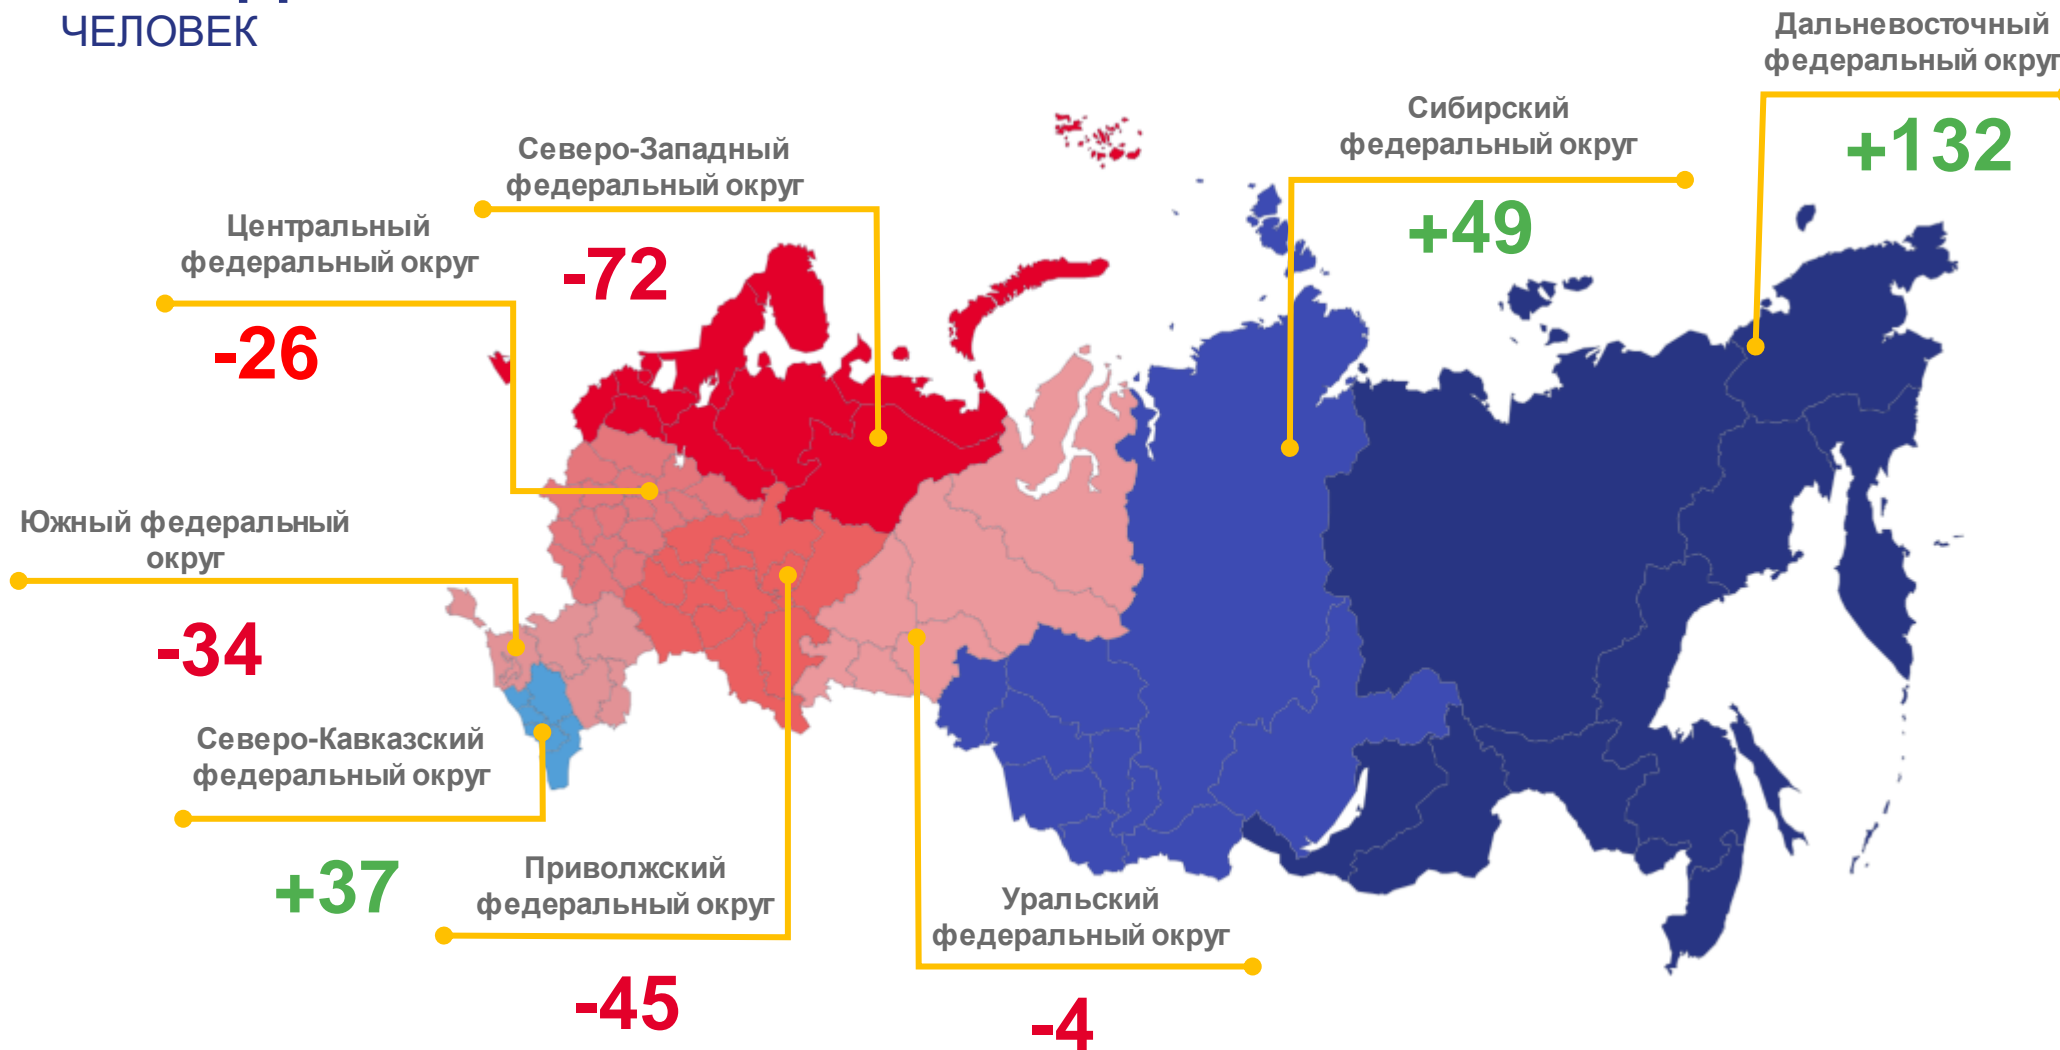 ЧЕЛОВЕК
Дальневосточный
федеральный округ
+132
Сибирский
федеральный округ
+49
Северо-Западный
федеральный округ
-72
Центральный
федеральный округ
-26
Южный федеральный
округ
-34
Северо-Кавказский
федеральный округ
+37
Приволжский
федеральный округ
-45
Уральский
федеральный округ
-4